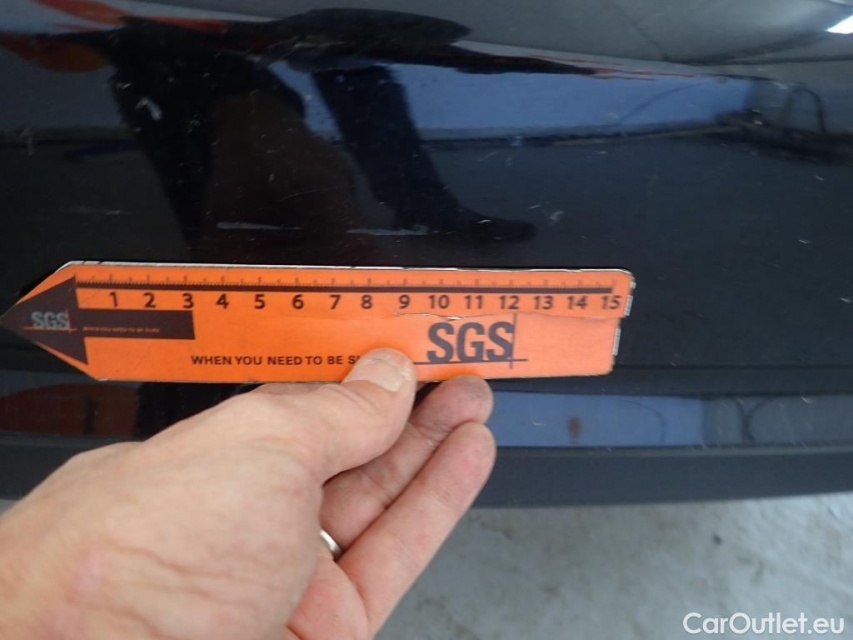 1 2 3 4 5 6 7 8 9 10 11 12 13 14 15
SGS
SGS
WHEN YOU NEED TO BE
CarOutlet.eu